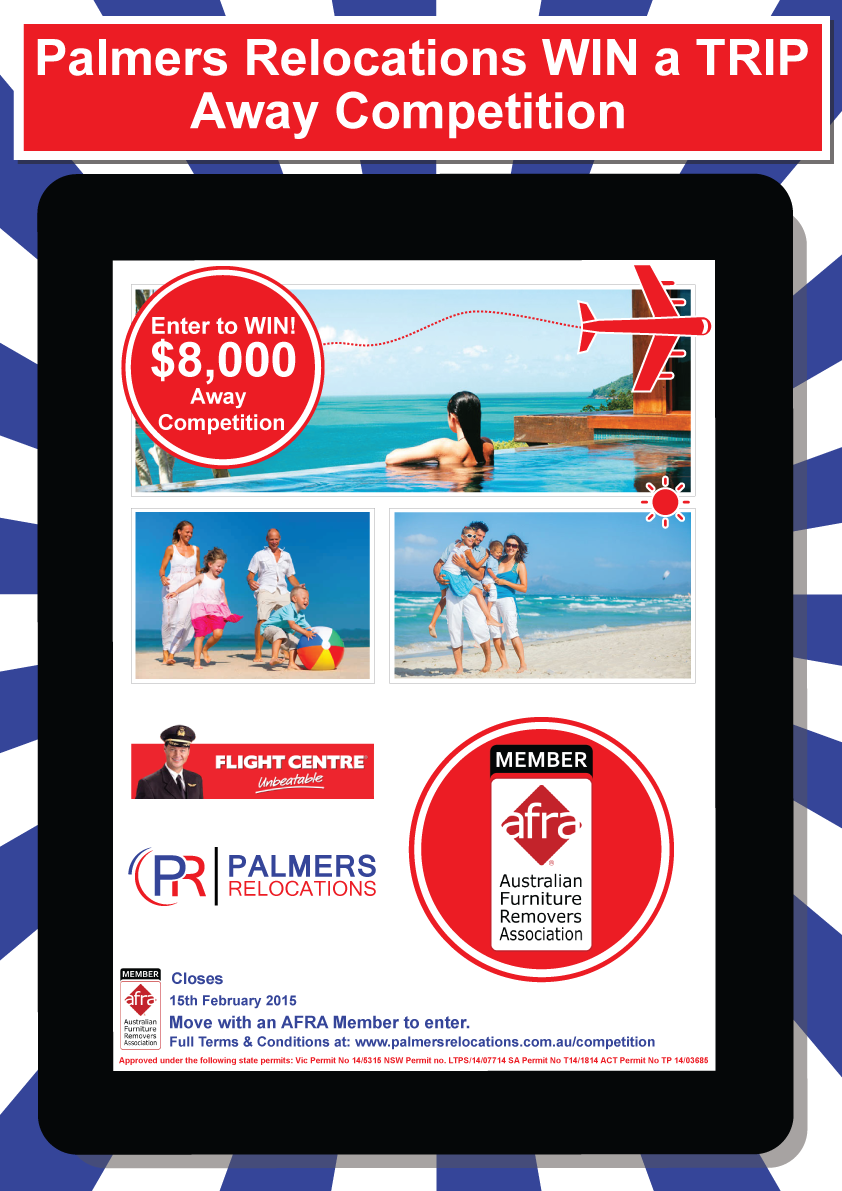 Palmers Relocations WIN a TRIP
Away Competition
Enter to WIN!
$8,000
Away
Competition
FLIGHT CENTRE
Unbeatable
PR PALMERS
RELOCATIONS
MEMBER
afra
®
Australian
Furniture
Removers
Association
MEMBER
afra
Australian
Furniture
Removers
Association
Closes
15th February 2015
Move with an AFRA Member to enter.
Full Terms & Conditions at: www.palmersrelocations.com.au/competition
Approved under the following state permits: Vic Permit No 14/5315 NSW Permit no. LTPS/14/07714 SA Permit No T14/1814 ACT Permit No TP 14/03685